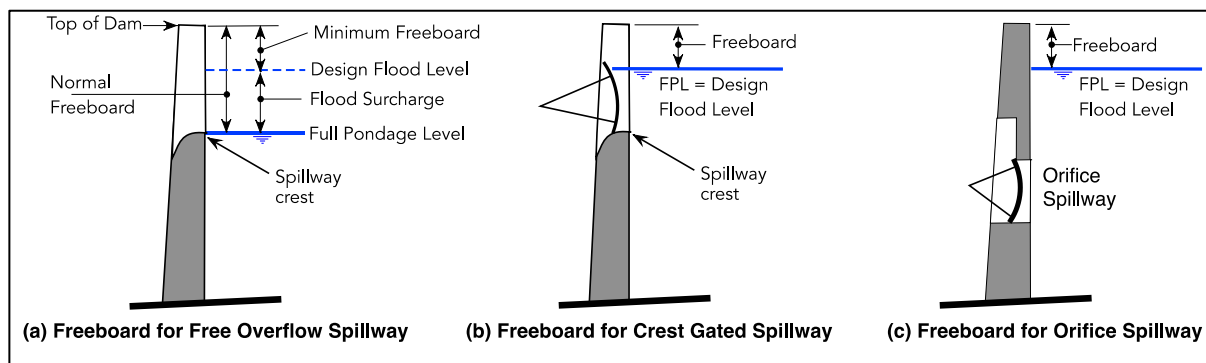 Top of Dam
Minimum Freeboard
Design Flood Level
Normal
Freeboard
Flood Surcharge
Full Pondage Level
Spillway
crest
(a) Freeboard for Free Overflow Spillway
Freeboard
FPL = Design
Flood Level
Spillway
crest
(b) Freeboard for Crest Gated Spillway
Freeboard
FPL = Design
Flood Level
Orifice
Spillway
(c) Freeboard for Orifice Spillway